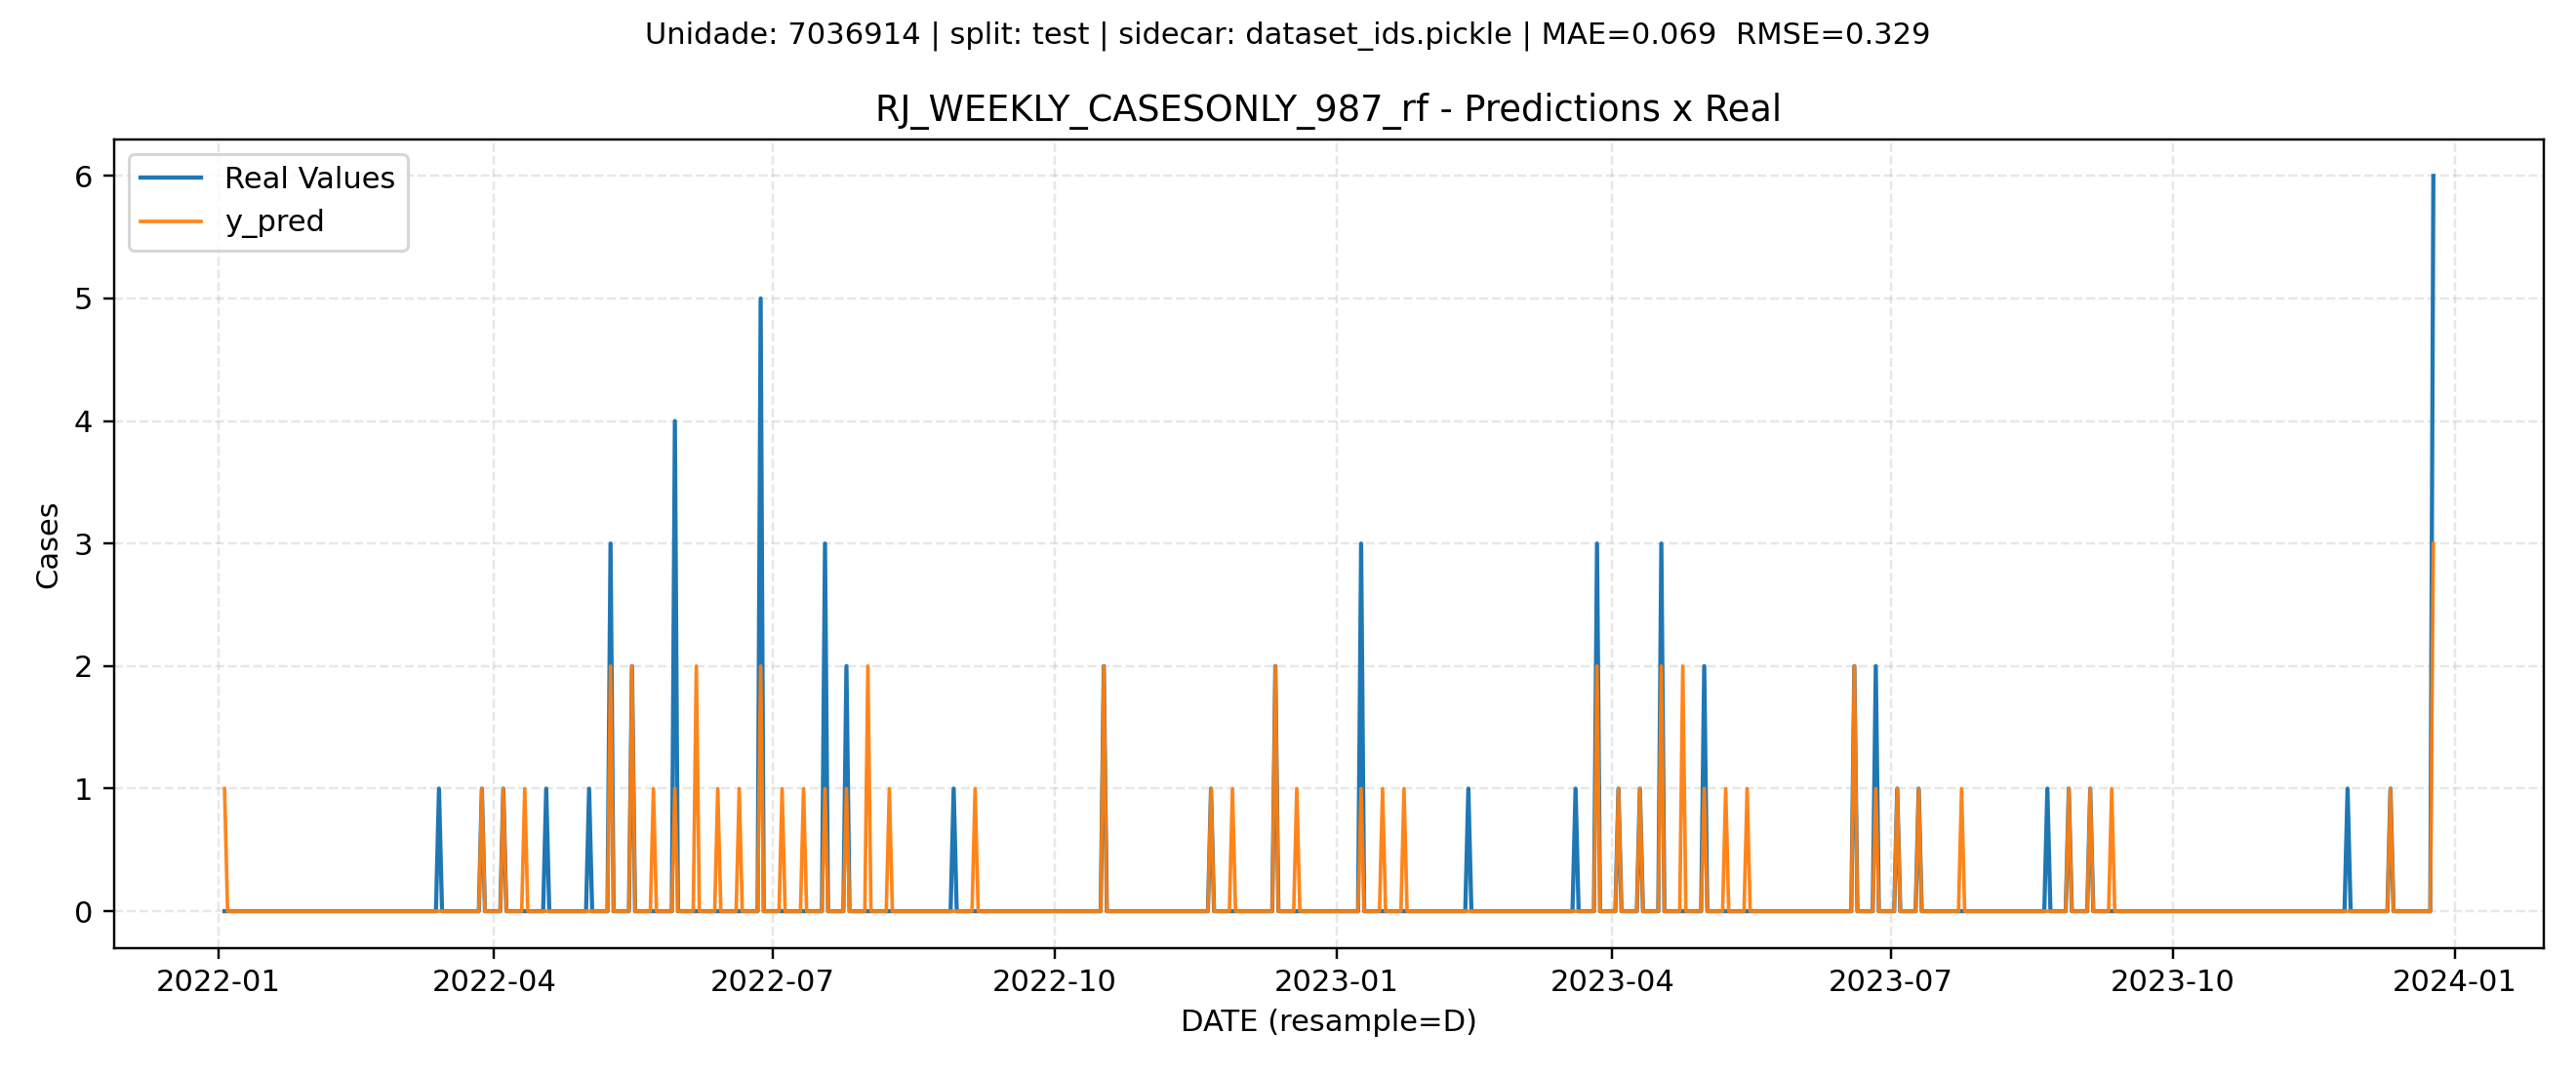 Unidade: 7036914 | split: test | sidecar: dataset_ids.pickle | MAE=0.069  RMSE=0.329
RJ_WEEKLY_CASESONLY_987_rf - Predictions x Real
Real Values
y_pred
6
5
4
3
2
1
0
Cases
2022-01
2022-04
2022-07
2022-10
2023-01
2023-04
2023-07
2023-10
2024-01
DATE (resample=D)